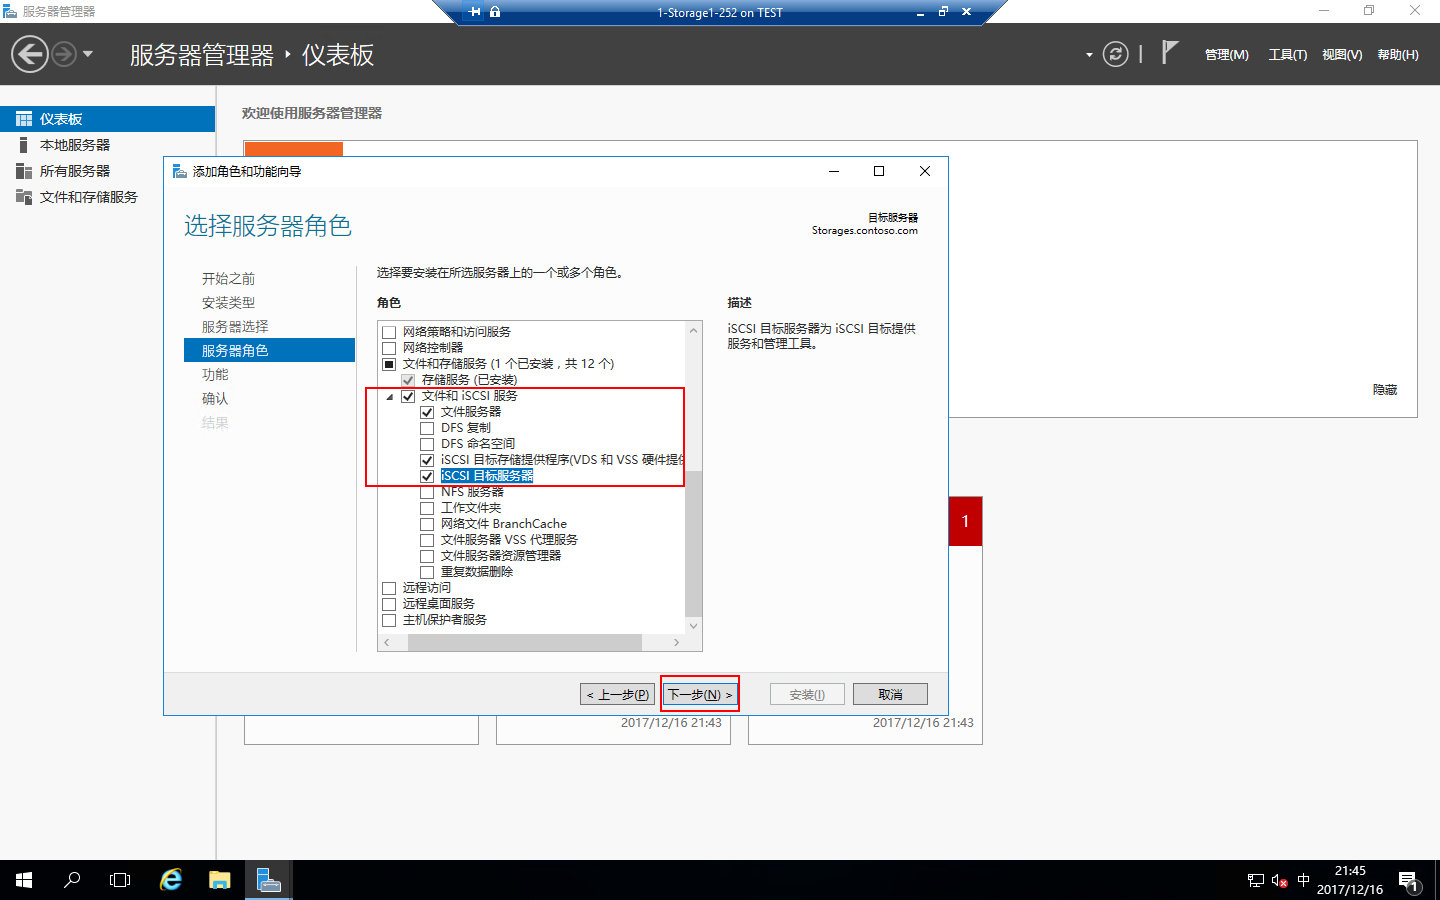 服务器管理器
1-Storage1-252 on TEST
服务器管理器 仪表板
管理(M) 工具(T) 视图(V) 帮助(H)
仪表板
本地服务器
所有服务器
文件和存储服务
欢迎使用服务器管理器
添加角色和功能向导
选择服务器角色
目标服务器
Storages.contoso.com
开始之前
安装类型
服务器选择
服务器角色
功能
确认
结果
选择要安装在所选服务器上的一个或多个角色。
角色
网络策略和访问服务
网络控制器
文件和存储服务 (1 个已安装，共 12 个)
存储服务 (已安装)
文件和 iSCSI 服务
文件服务器
DFS 复制
DFS 命名空间
iSCSI 目标存储提供程序(VDS 和 VSS 硬件提供
iSCSI 目标服务器
NFS 服务器
工作文件夹
网络文件 BranchCache
文件服务器 VSS 代理服务
文件服务器资源管理器
重复数据删除
远程访问
远程桌面服务
主机保护者服务
描述
iSCSI 目标服务器为 iSCSI 目标提供
服务和管理工具。
隐藏
1
< 上一步(P) 下一步(N) > 安装(I) 取消
2017/12/16 21:43
2017/12/16 21:43
中
21:45
2017/12/16
1